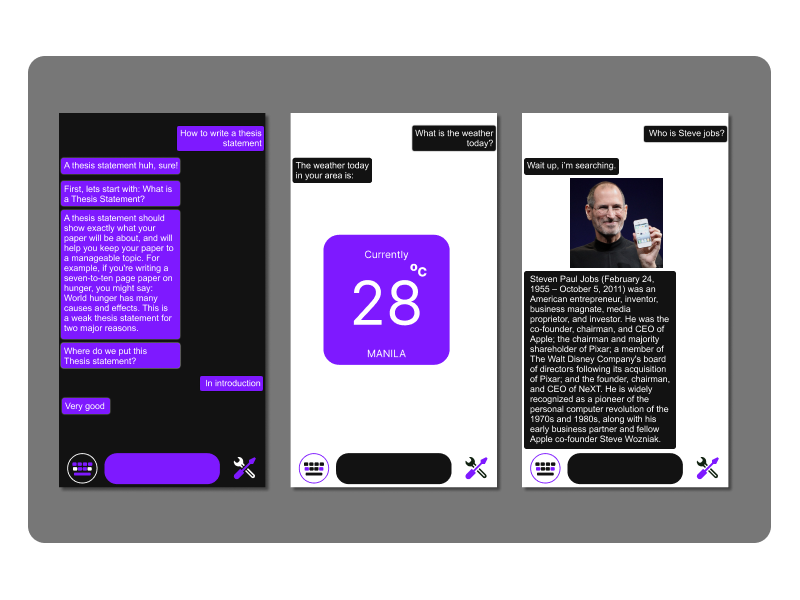 How to write a thesis
statement
A thesis statement huh, sure!
First, lets start with: What is
a Thesis Statement?
A thesis statement should
show exactly what your
paper will be about, and will
help you keep your paper to
a manageable topic. For
example, if you're writing a
seven-to-ten page paper on
hunger, you might say:
World hunger has many
causes and effects. This is
a weak thesis statement for
two major reasons.
Where do we put this
Thesis statement?
In introduction
Very good
What is the weather
today?
The weather today
in your area is:
Currently
ºc
28
MANILA
Who is Steve jobs?
Wait up, i'm searching.
Steven Paul Jobs (February 24,
1955 – October 5, 2011) was an
American entrepreneur, inventor,
business magnate, media
proprietor, and investor. He was the
co-founder, chairman, and CEO of
Apple; the chairman and majority
shareholder of Pixar; a member of
The Walt Disney Company's board
of directors following its acquisition
of Pixar; and the founder, chairman,
and CEO of NeXT. He is widely
recognized as a pioneer of the
personal computer revolution of the
1970s and 1980s, along with his
early business partner and fellow
Apple co-founder Steve Wozniak.